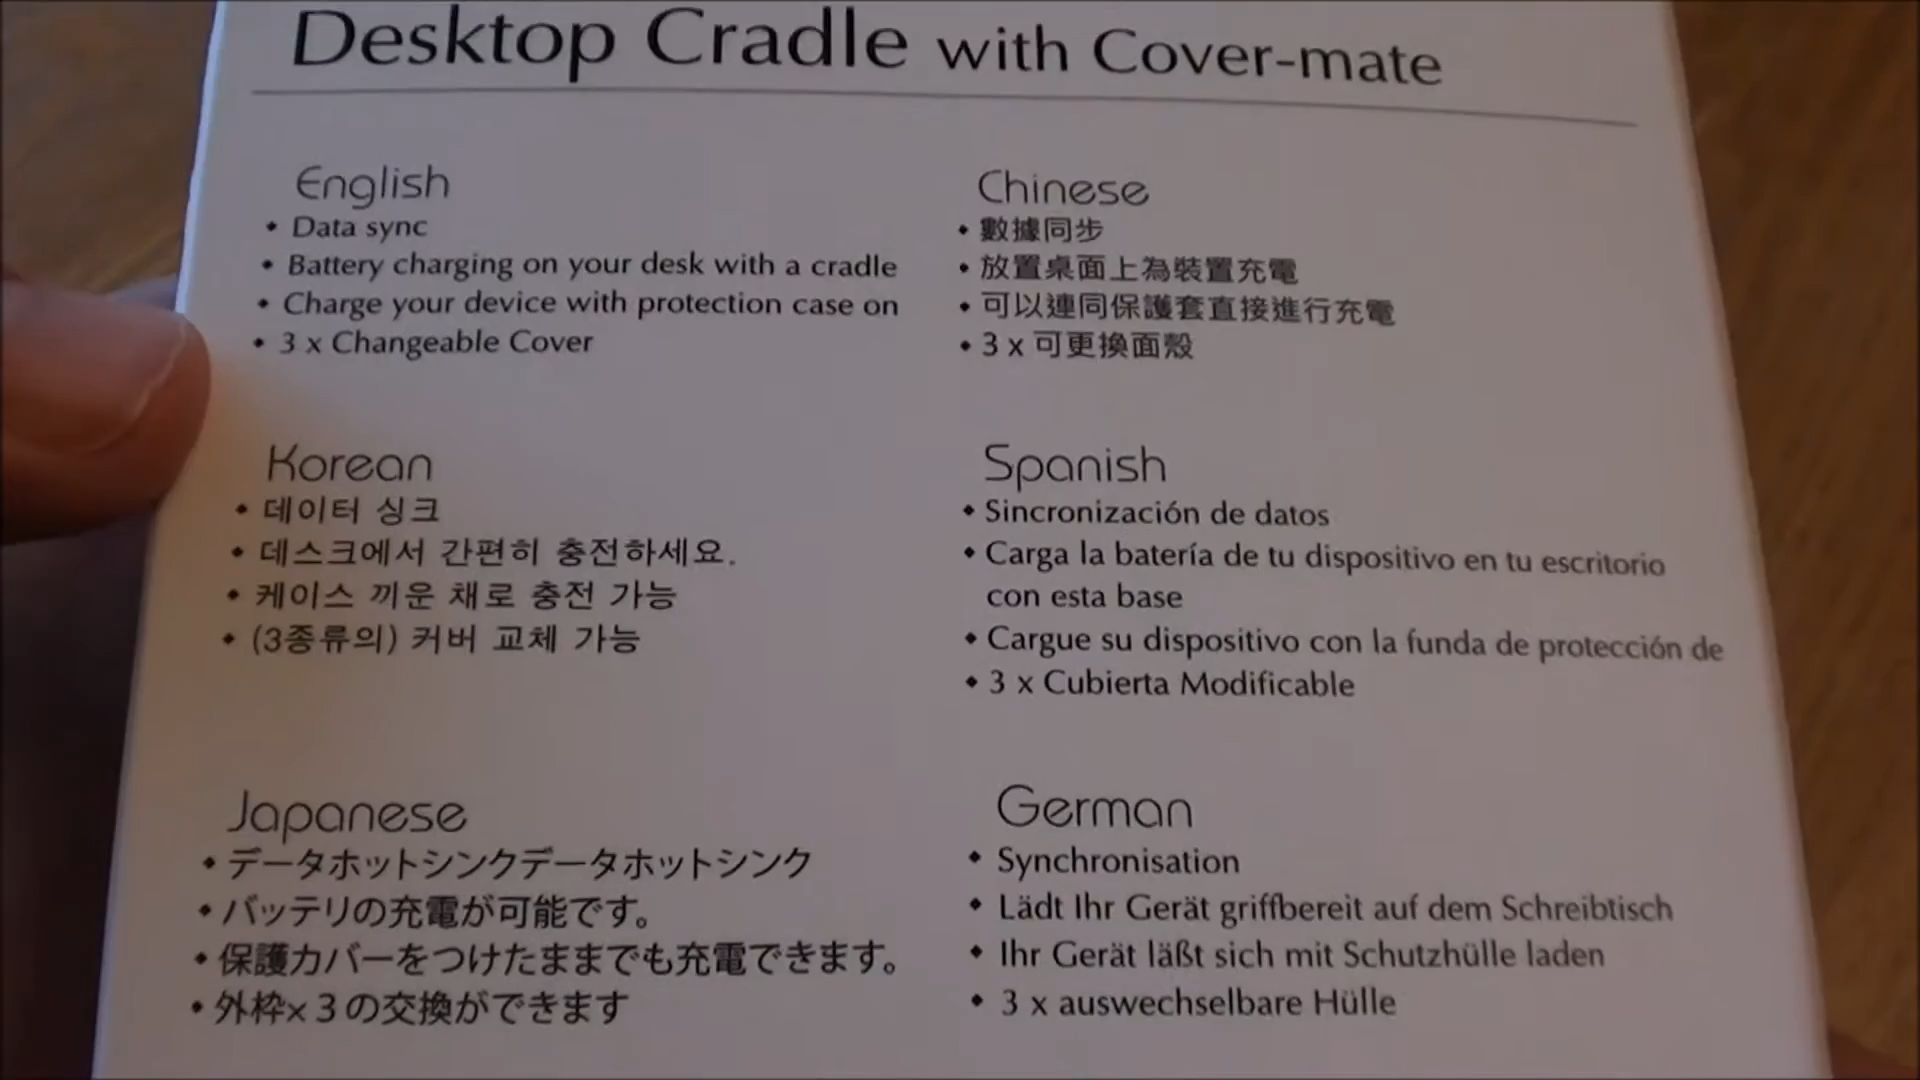 Desktop Cradle with Cover-mate
English
• Data sync
• Battery charging on your desk with a cradle
• Charge your device with protection case on
• 3 x Changeable Cover
Chinese
• 數據同步
• 放置桌面上為裝置充電
• 可以連同保護套直接進行充電
• 3 x 可更換面殼
Korean
• 데이터 싱크
• 데스크에서 간편히 충전하세요.
• 케이스 끼운 채로 충전 가능
• (3종류의) 커버 교체 가능
Spanish
• Sincronización de datos
• Carga la batería de tu dispositivo en tu escritorio
con esta base
• Cargue su dispositivo con la funda de protección de
• 3 x Cubierta Modificable
Japanese
• データホットシンクデータホットシンク
• バッテリの充電が可能です。
• 保護カバーをつけたままでも充電できます。
• 外枠×３の交換ができます
German
• Synchronisation
• Lädt Ihr Gerät griffbereit auf dem Schreibtisch
• Ihr Gerät läßt sich mit Schutzhülle laden
• 3 x auswechselbare Hülle